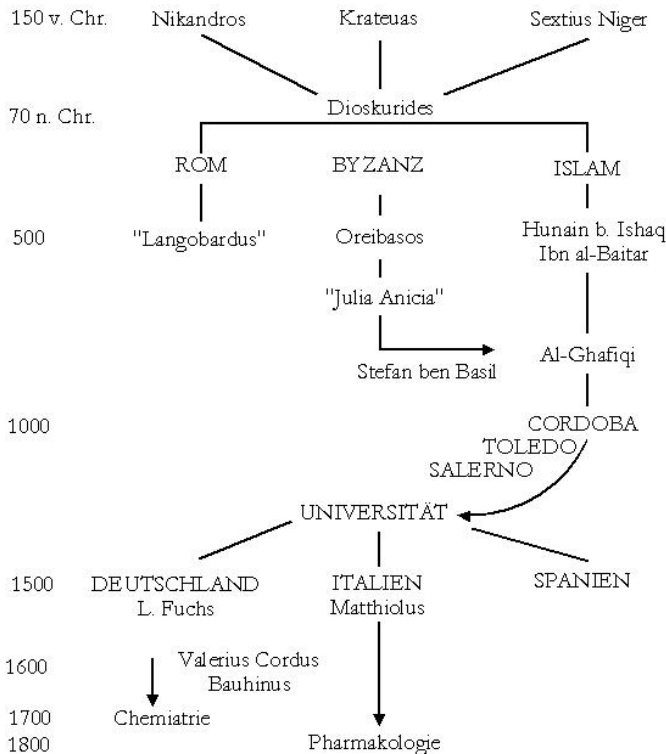 150 v. Chr. Nikandros Krateuas Sextius Niger
Dioskurides
70 n. Chr.
ROM BYZANZ ISLAM
500 "Langobardus" Oreibasos Hunain b. Ishaq
Ibn al-Baitar
"Julia Anicia"
Stefan ben Basil Al-Ghafiqi
1000 CORDOBA
TOLEDO
SALERNO
UNIVERSITÄT
1500 DEUTSCHLAND ITALIEN SPANIEN
L. Fuchs Matthiolus
1600 Valerius Cordus
Bauhinus
1700 Chemiatrie
1800 Pharmakologie